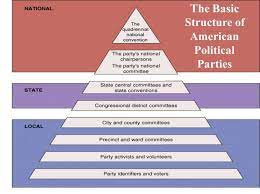 NATIONAL
The Basic
Structure of
American
Political
Parties
The
quadrennial
national
convention
The party's national
chairpersons
The party's national
committee
STATE
State central committees and
state conventions
Congressional district committees
LOCAL
City and county committees
Precinct and ward committees
Party activists and volunteers
Party identifiers and voters